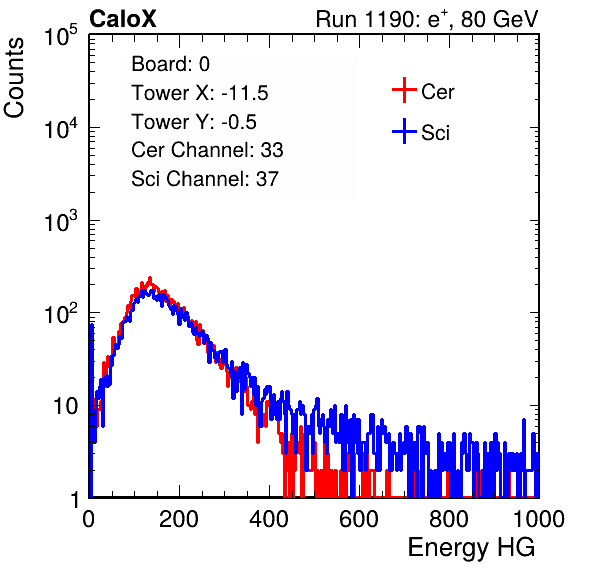 CaloX Run 1190: e⁺, 80 GeV
Counts
10⁵
10⁴
10³
10²
10
1
Board: 0
Tower X: -11.5
Tower Y: -0.5
Cer Channel: 33
Sci Channel: 37
Cer
Sci
0 200 400 600 800 1000
Energy HG